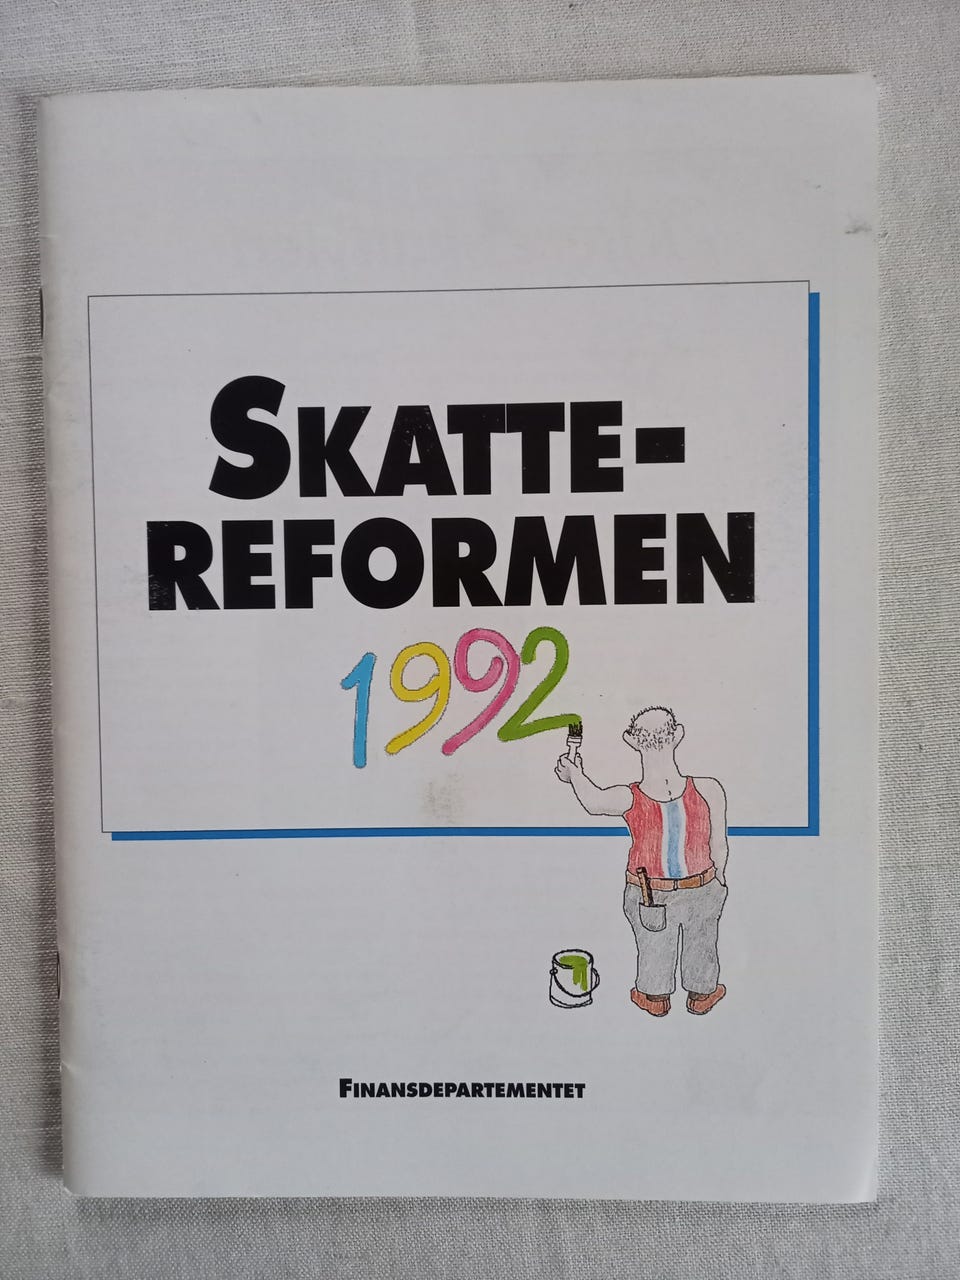 SKATTE-
REFORMEN
1992
FINANSDEPARTEMENTET